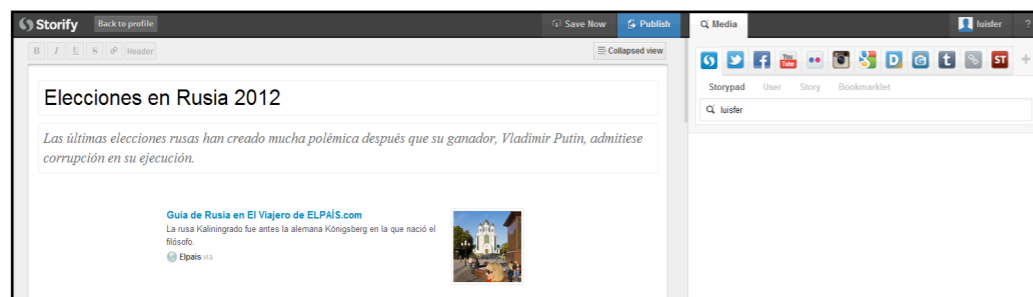 Storify Back to profile Save Now Publish Media luisfer ?
B I U S Header Collapsed view
You Tube D G t ST +
Storypad User Story Bookmarklet
luisfer
Elecciones en Rusia 2012
Las últimas elecciones rusas han creado mucha polémica después que su ganador, Vladimir Putin, admitiese
corrupción en su ejecución.
Guía de Rusia en El Viajero de ELPAÍS.com
La rusa Kaliningrado fue antes la alemana Königsberg en la que nació el
filósofo.
Elpais via